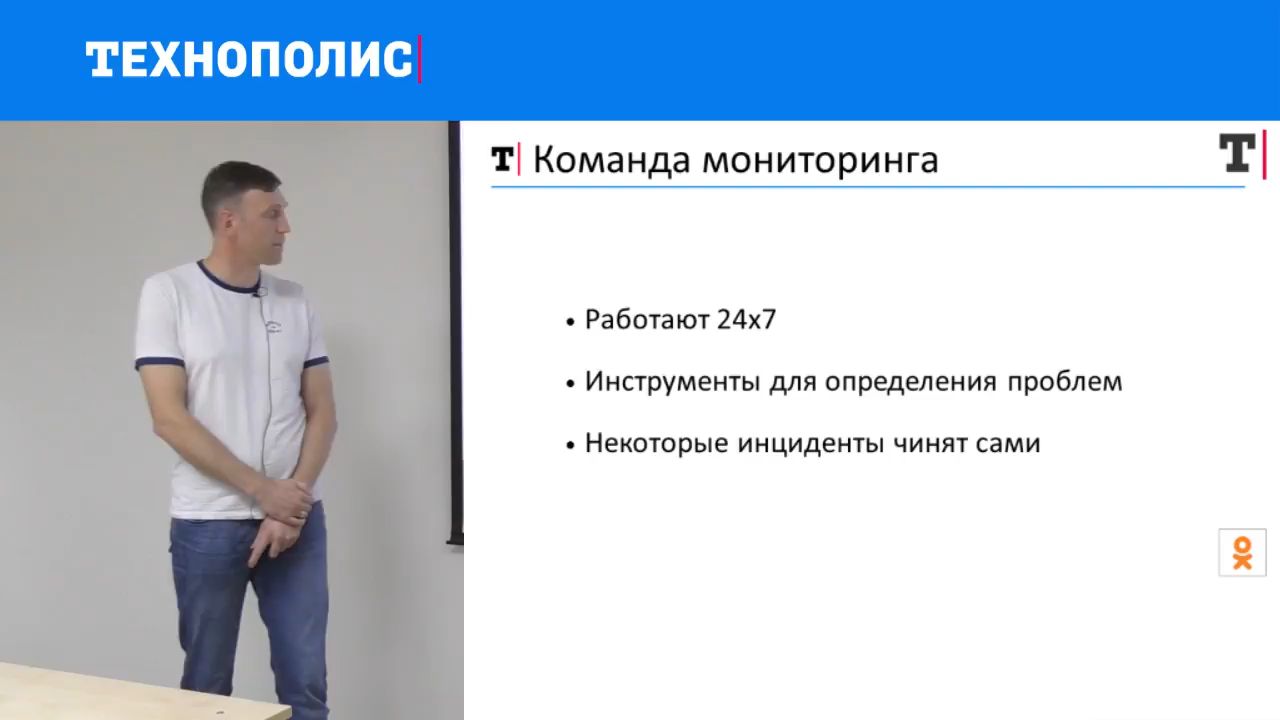 ТЕХНОПОЛИС
Т Команда мониторинга
Т
• Работают 24x7
• Инструменты для определения проблем
• Некоторые инциденты чинят сами